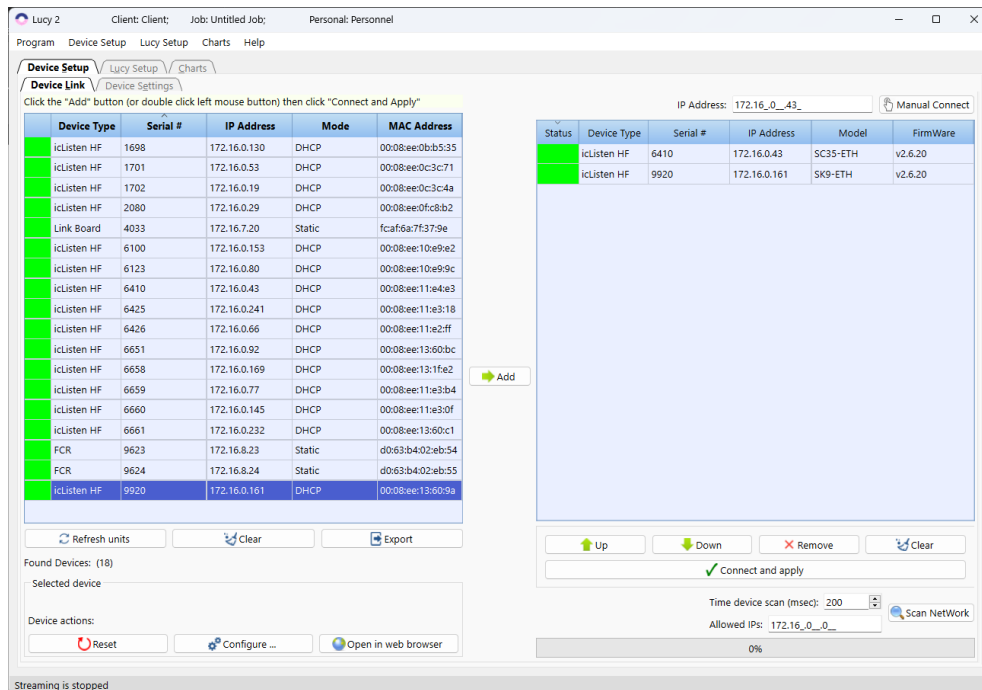 Lucy 2 Client: Client; Job: Untitled Job; Personal: Personnel
Program Device Setup Lucy Setup Charts Help
Device Setup Lucy Setup Charts
Device Link Device Settings
Click the "Add" button (or double click left mouse button) then click "Connect and Apply"
Device Type Serial # IP Address Mode MAC Address
icListen HF 1698 172.16.0.130 DHCP 00:08:ee:0b:b5:35
icListen HF 1701 172.16.0.53 DHCP 00:08:ee:0c:3c:71
icListen HF 1702 172.16.0.19 DHCP 00:08:ee:0c:3c:4a
icListen HF 2080 172.16.0.29 DHCP 00:08:ee:0f:c8:b2
Link Board 4033 172.16.7.20 Static fc:af:6a:7f:37:9e
icListen HF 6100 172.16.0.153 DHCP 00:08:ee:10:e9:e2
icListen HF 6123 172.16.0.80 DHCP 00:08:ee:10:e9:9c
icListen HF 6410 172.16.0.43 DHCP 00:08:ee:11:e4:e3
icListen HF 6425 172.16.0.241 DHCP 00:08:ee:11:e3:18
icListen HF 6426 172.16.0.66 DHCP 00:08:ee:11:e2:ff
icListen HF 6651 172.16.0.92 DHCP 00:08:ee:13:60:bc
icListen HF 6658 172.16.0.169 DHCP 00:08:ee:13:1f:e2
icListen HF 6659 172.16.0.77 DHCP 00:08:ee:11:e3:b4
icListen HF 6660 172.16.0.145 DHCP 00:08:ee:11:e3:0f
icListen HF 6661 172.16.0.232 DHCP 00:08:ee:13:60:c1
FCR 9623 172.16.8.23 Static d0:63:b4:02:eb:54
FCR 9624 172.16.8.24 Static d0:63:b4:02:eb:55
icListen HF 9920 172.16.0.161 DHCP 00:08:ee:13:60:9a
Refresh units Clear Export
Found Devices: (18)
Selected device
Device actions:
Reset Configure ... Open in web browser
Add
IP Address: 172.16_.0__.43_ Manual Connect
Status Device Type Serial # IP Address Model FirmWare
icListen HF 6410 172.16.0.43 SC35-ETH v2.6.20
icListen HF 9920 172.16.0.161 SK9-ETH v2.6.20
Up Down Remove Clear
Connect and apply
Time device scan (msec): 200
Scan NetWork
Allowed IPs: 172.16_.0__.0__
0%
Streaming is stopped